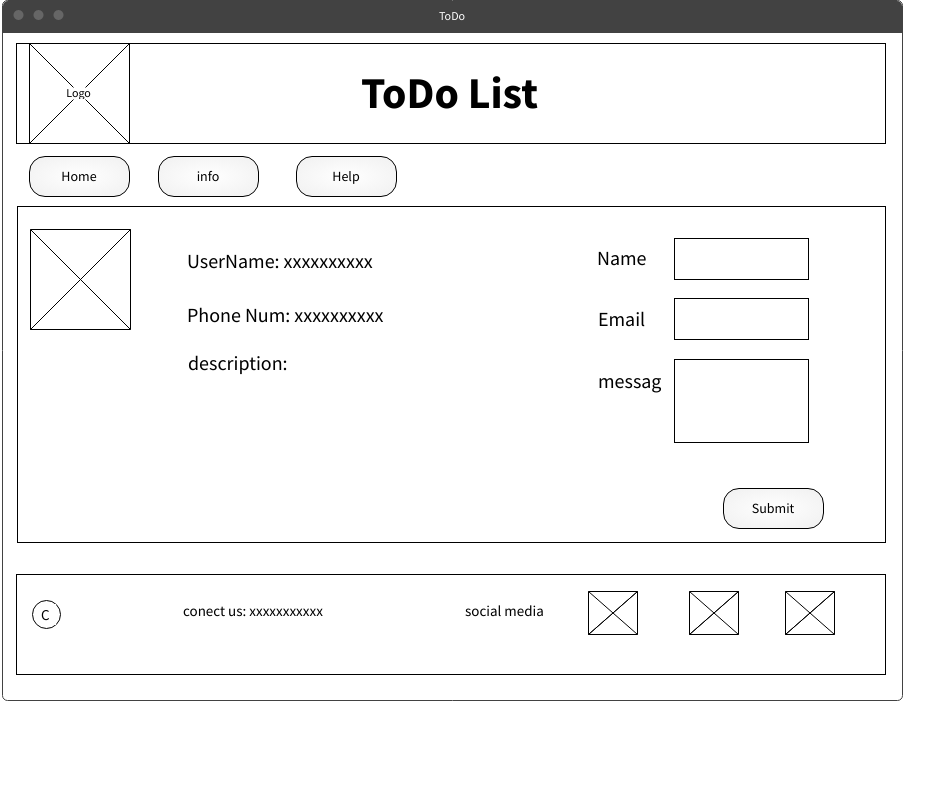 ToDo
Logo
ToDo List
Home
info
Help
UserName: xxxxxxxxxx
Phone Num: xxxxxxxxxx
description:
Name
Email
messag
Submit
C
conect us: xxxxxxxxxxx
social media